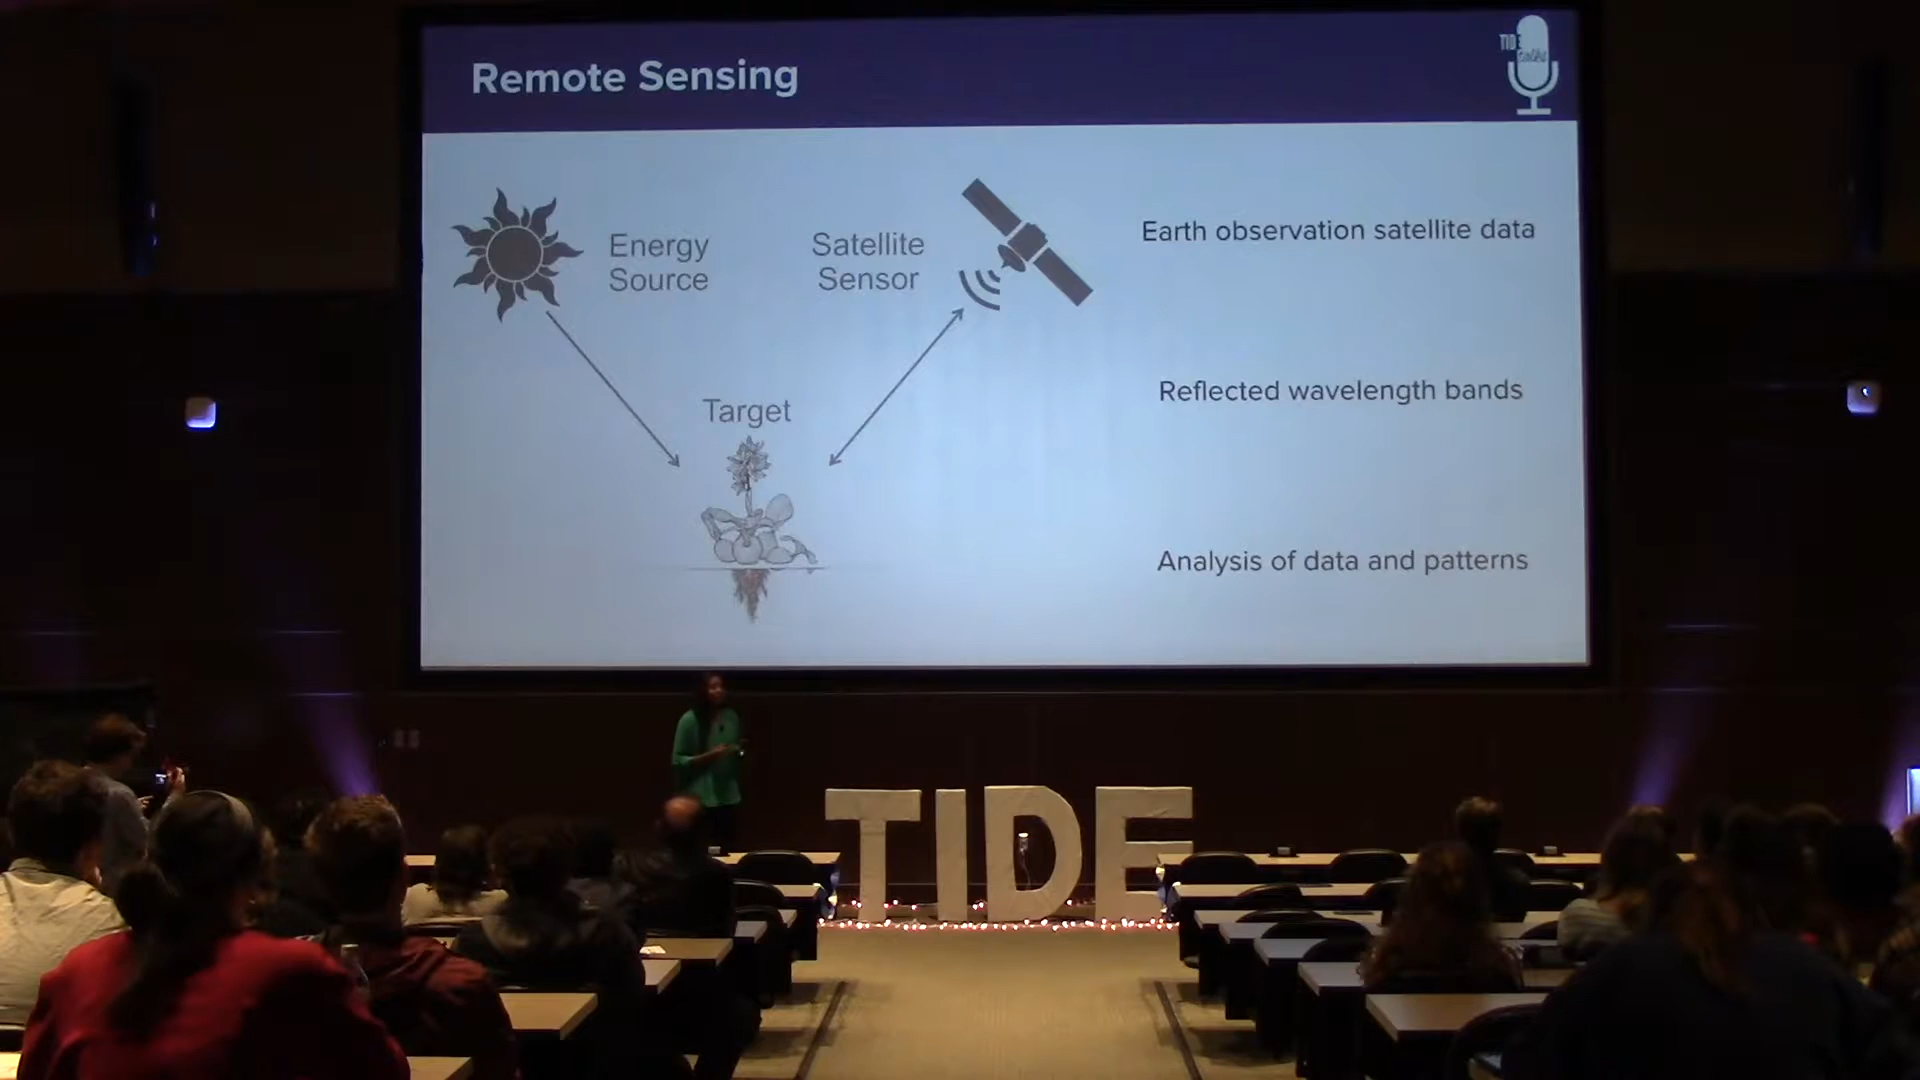 Remote Sensing
TIDE
Energy
Source
Satellite
Sensor
Earth observation satellite data
Reflected wavelength bands
Target
Analysis of data and patterns
TIDE